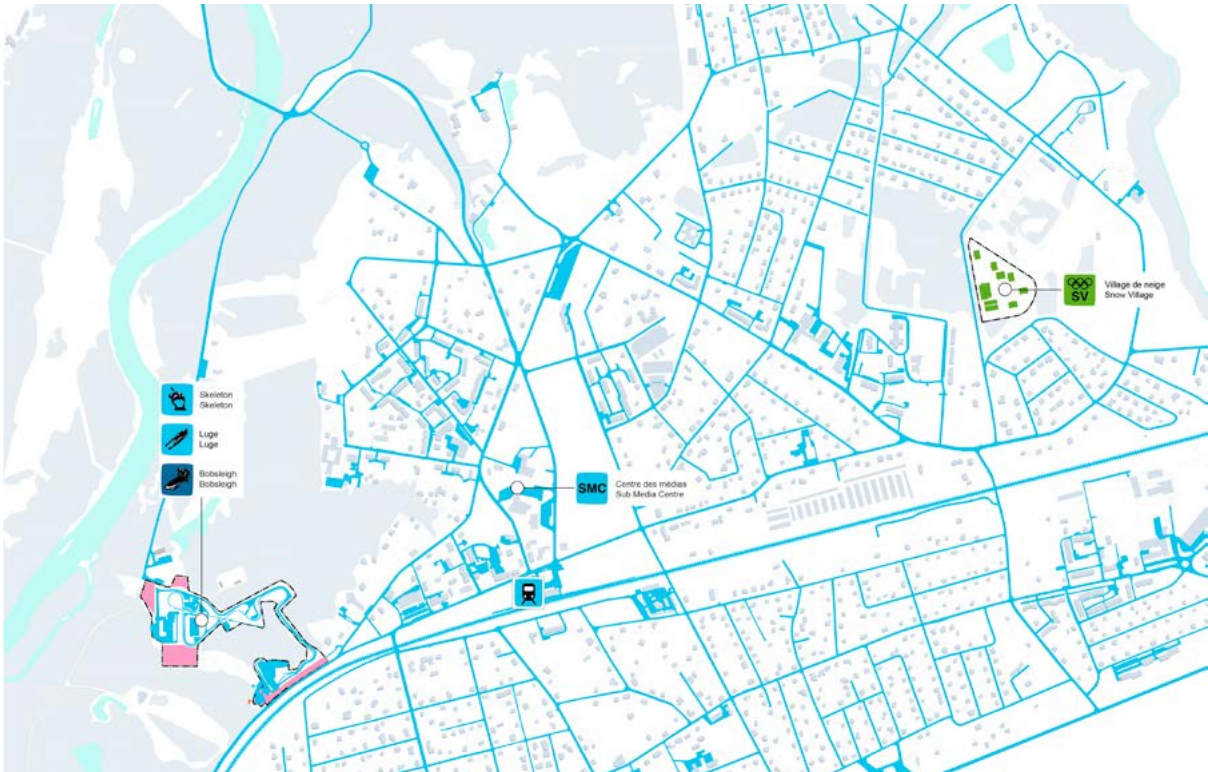 Skeleton
Skeleton
Luge
Luge
Bobsleigh
Bobsleigh
SMC
Centre des médias
Sub Media Centre
SV
Village de neige
Snow Village